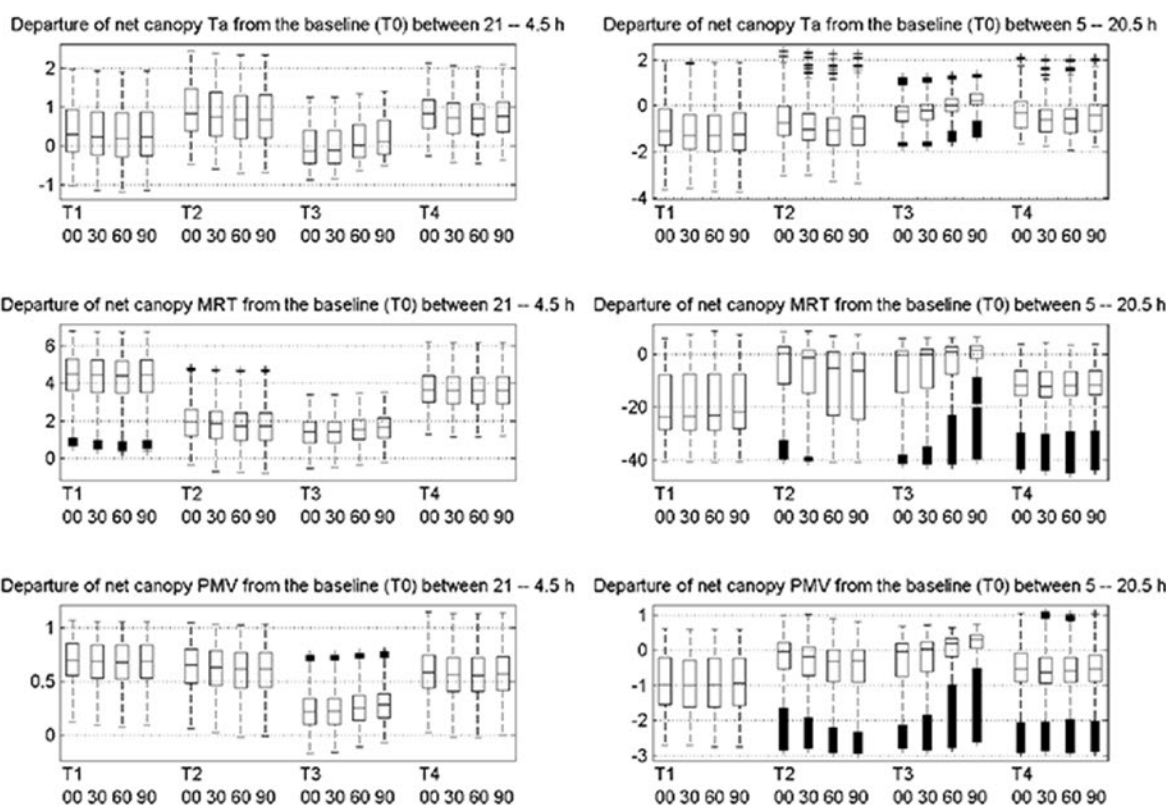 Departure of net canopy Ta from the baseline (T0) between 21 -- 4.5 h
2
1
0
-1
T1 T2 T3 T4
00 30 60 90 00 30 60 90 00 30 60 90 00 30 60 90
Departure of net canopy Ta from the baseline (T0) between 5 -- 20.5h
2
0
-2
-4
T1 T2 T3 T4
00 30 60 90 00 30 60 90 00 30 60 90 00 30 60 90
Departure of net canopy MRT from the baseline (T0) between 21 -- 4.5 h
6
4
2
0
T1 T2 T3 T4
00 30 60 90 00 30 60 90 00 30 60 90 00 30 60 90
Departure of net canopy MRT from the baseline (T0) between 5 -- 20.5 h
0
-20
-40
T1 T2 T3 T4
00 30 60 90 00 30 60 90 00 30 60 90 00 30 60 90
Departure of net canopy PMV from the baseline (T0) between 21 -- 4.5 h
1
0.5
0
T1 T2 T3 T4
00 30 60 90 00 30 60 90 00 30 60 90 00 30 60 90
Departure of net canopy PMV from the baseline (T0) between 5 -- 20.5 h
1
0
-1
-2
-3
T1 T2 T3 T4
00 30 60 90 00 30 60 90 00 30 60 90 00 30 60 90